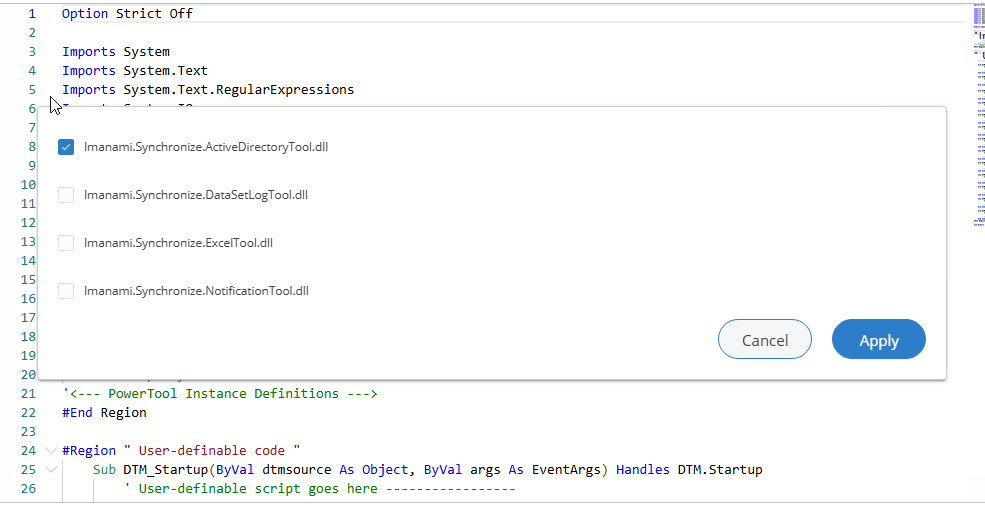 1 Option Strict Off
2
3 Imports System
4 Imports System.Text
5 Imports System.Text.RegularExpressions
6
7
8 Imanami.Synchronize.ActiveDirectoryTool.dll
9
10 Imanami.Synchronize.DataSetLogTool.dll
11
12
13 Imanami.Synchronize.ExcelTool.dll
14
15
16 Imanami.Synchronize.NotificationTool.dll
17
18 Cancel Apply
19
20
21 '<--- PowerTool Instance Definitions --->
22 #End Region
23
24 #Region " User-definable code "
25 Sub DTM_Startup(ByVal dtmsource As Object, ByVal args As EventArgs) Handles DTM.Startup
26 ' User-definable script goes here -----------------